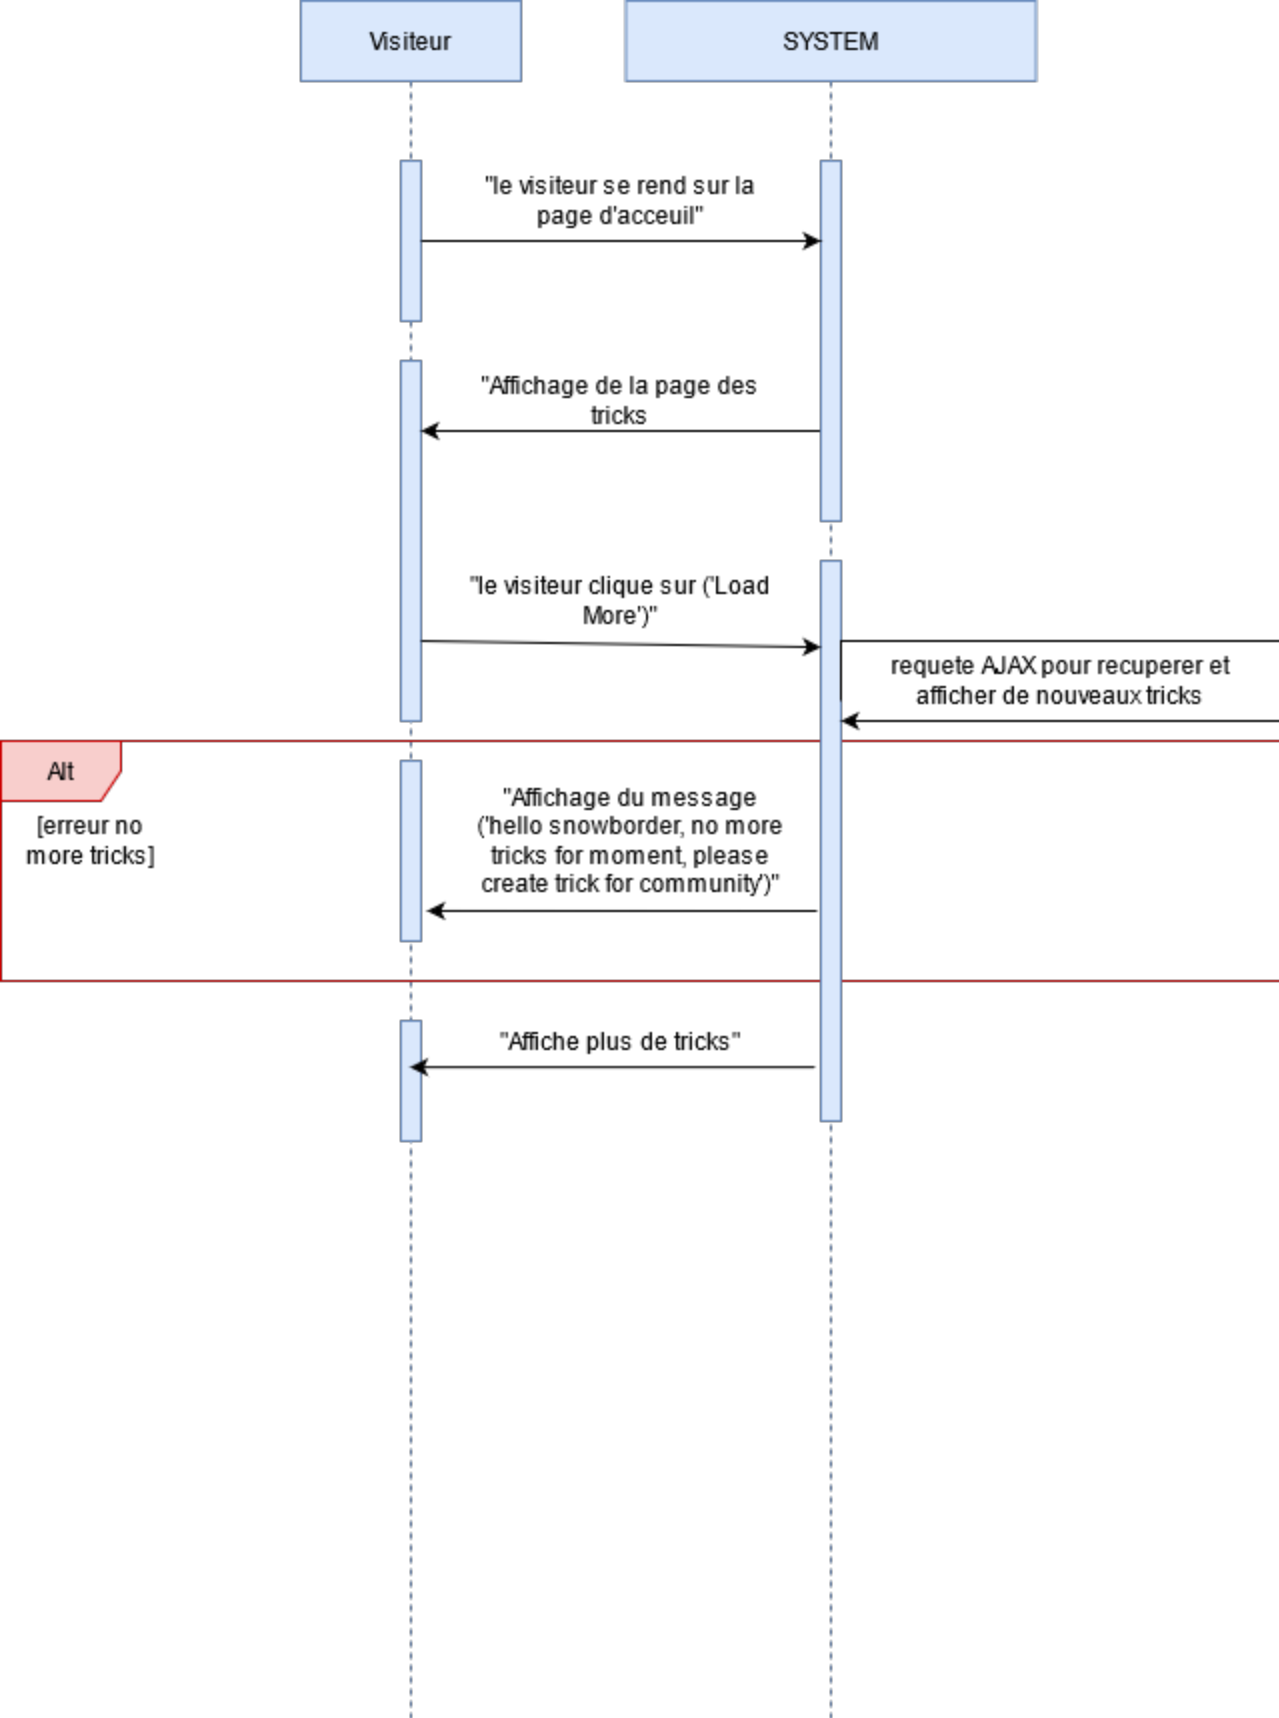 Visiteur
SYSTEM
"le visiteur se rend sur la
page d'acceuil"
"Affichage de la page des
tricks
"le visiteur clique sur ('Load
More')"
requete AJAX pour recuperer et
afficher de nouveaux tricks
Alt
[erreur no
more tricks]
"Affichage du message
('hello snowborder, no more
tricks for moment, please
create trick for community')"
"Affiche plus de tricks"